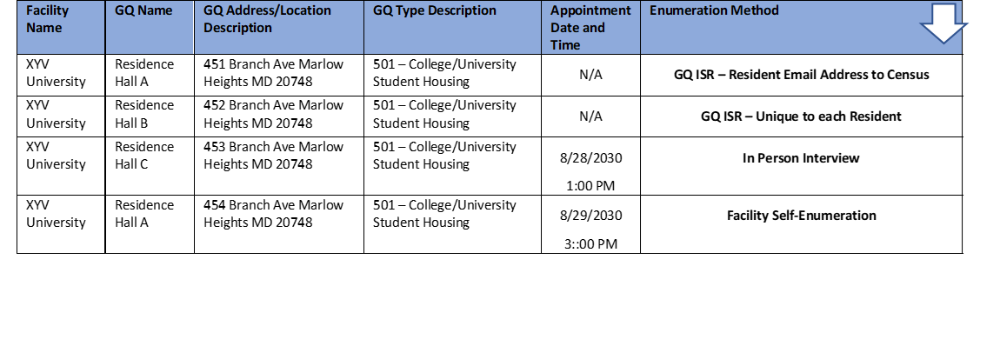 Facility Name
GQ Name
GQ Address/Location Description
GQ Type Description
Appointment Date and Time
Enumeration Method
XYV University
Residence Hall A
451 Branch Ave Marlow Heights MD 20748
501 – College/University Student Housing
N/A
GQ ISR – Resident Email Address to Census
XYV University
Residence Hall B
452 Branch Ave Marlow Heights MD 20748
501 – College/University Student Housing
N/A
GQ ISR – Unique to each Resident
XYV University
Residence Hall C
453 Branch Ave Marlow Heights MD 20748
501 – College/University Student Housing
8/28/2030
1:00 PM
In Person Interview
XYV University
Residence Hall A
454 Branch Ave Marlow Heights MD 20748
501 – College/University Student Housing
8/29/2030
3::00 PM
Facility Self-Enumeration